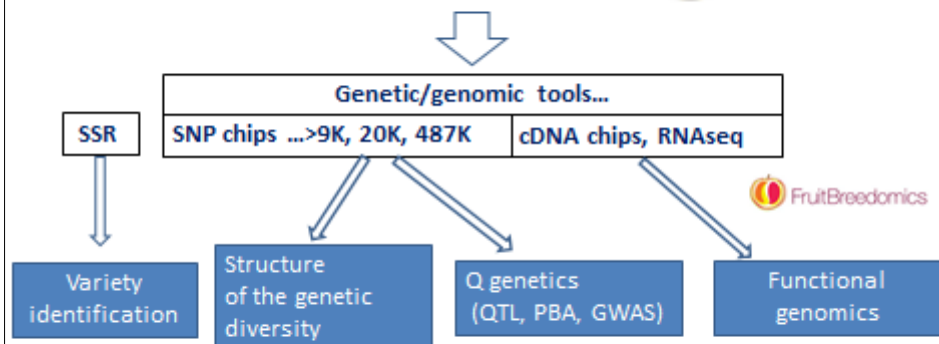 Genetic/genomic tools...
SSR
SNP chips ...>9K, 20K, 487K
cDNA chips, RNAseq
FruitBreedomics
Variety
identification
Structure
of the genetic
diversity
Q genetics
(QTL, PBA, GWAS)
Functional
genomics